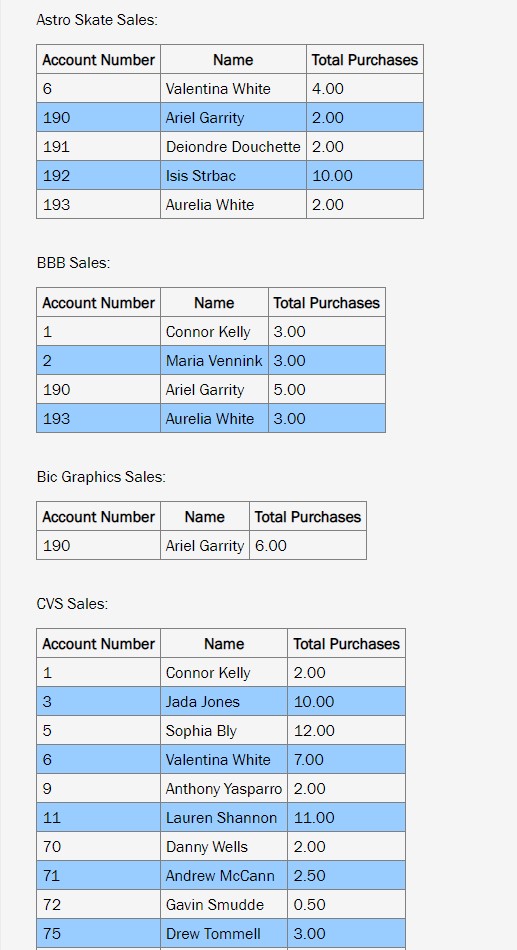 Astro Skate Sales:
Account Number Name Total Purchases
6 Valentina White 4.00
190 Ariel Garrity 2.00
191 Deiondre Douchette 2.00
192 Isis Strbac 10.00
193 Aurelia White 2.00
BBB Sales:
Account Number Name Total Purchases
1 Connor Kelly 3.00
2 Maria Vennink 3.00
190 Ariel Garrity 5.00
193 Aurelia White 3.00
Bic Graphics Sales:
Account Number Name Total Purchases
190 Ariel Garrity 6.00
CVS Sales:
Account Number Name Total Purchases
1 Connor Kelly 2.00
3 Jada Jones 10.00
5 Sophia Bly 12.00
6 Valentina White 7.00
9 Anthony Yasparro 2.00
11 Lauren Shannon 11.00
70 Danny Wells 2.00
71 Andrew McCann 2.50
72 Gavin Smudde 0.50
75 Drew Tommell 3.00